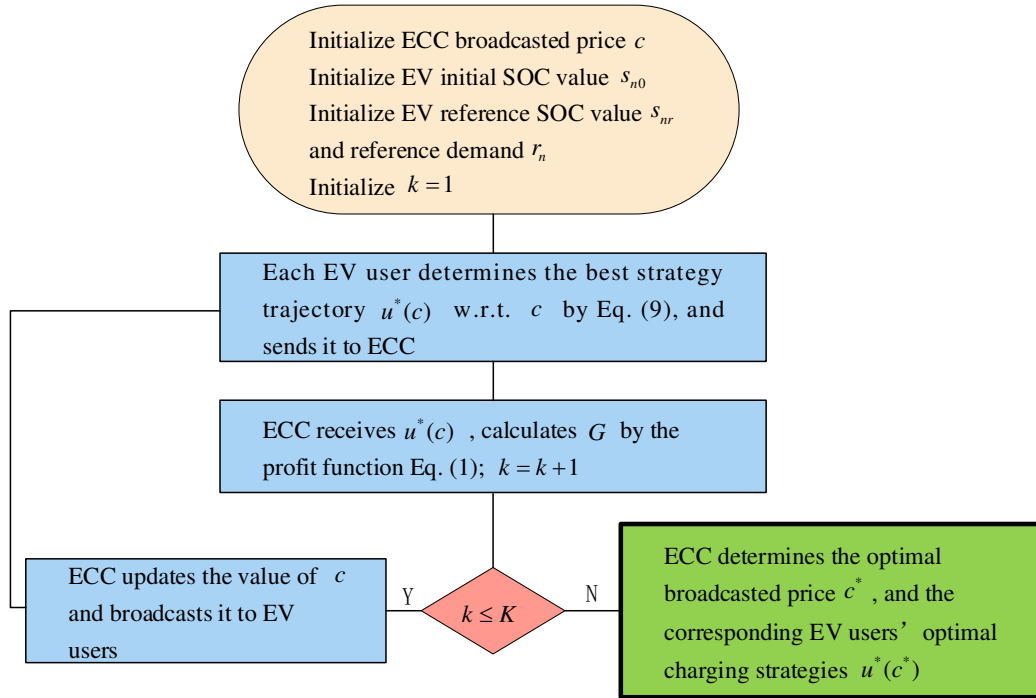 Initialize ECC broadcasted price c
Initialize EV initial SOC value s_{n0}
Initialize EV reference SOC value s_{nr}
and reference demand r_n
Initialize k = 1
Each EV user determines the best strategy
trajectory u^*(c) w.r.t. c by Eq. (9), and
sends it to ECC
ECC receives u^*(c) , calculates G by the
profit function Eq. (1); k = k + 1
ECC updates the value of c
and broadcasts it to EV
users
Y
k ≤ K
N
ECC determines the optimal
broadcasted price c^* , and the
corresponding EV users’ optimal
charging strategies u^*(c^*)